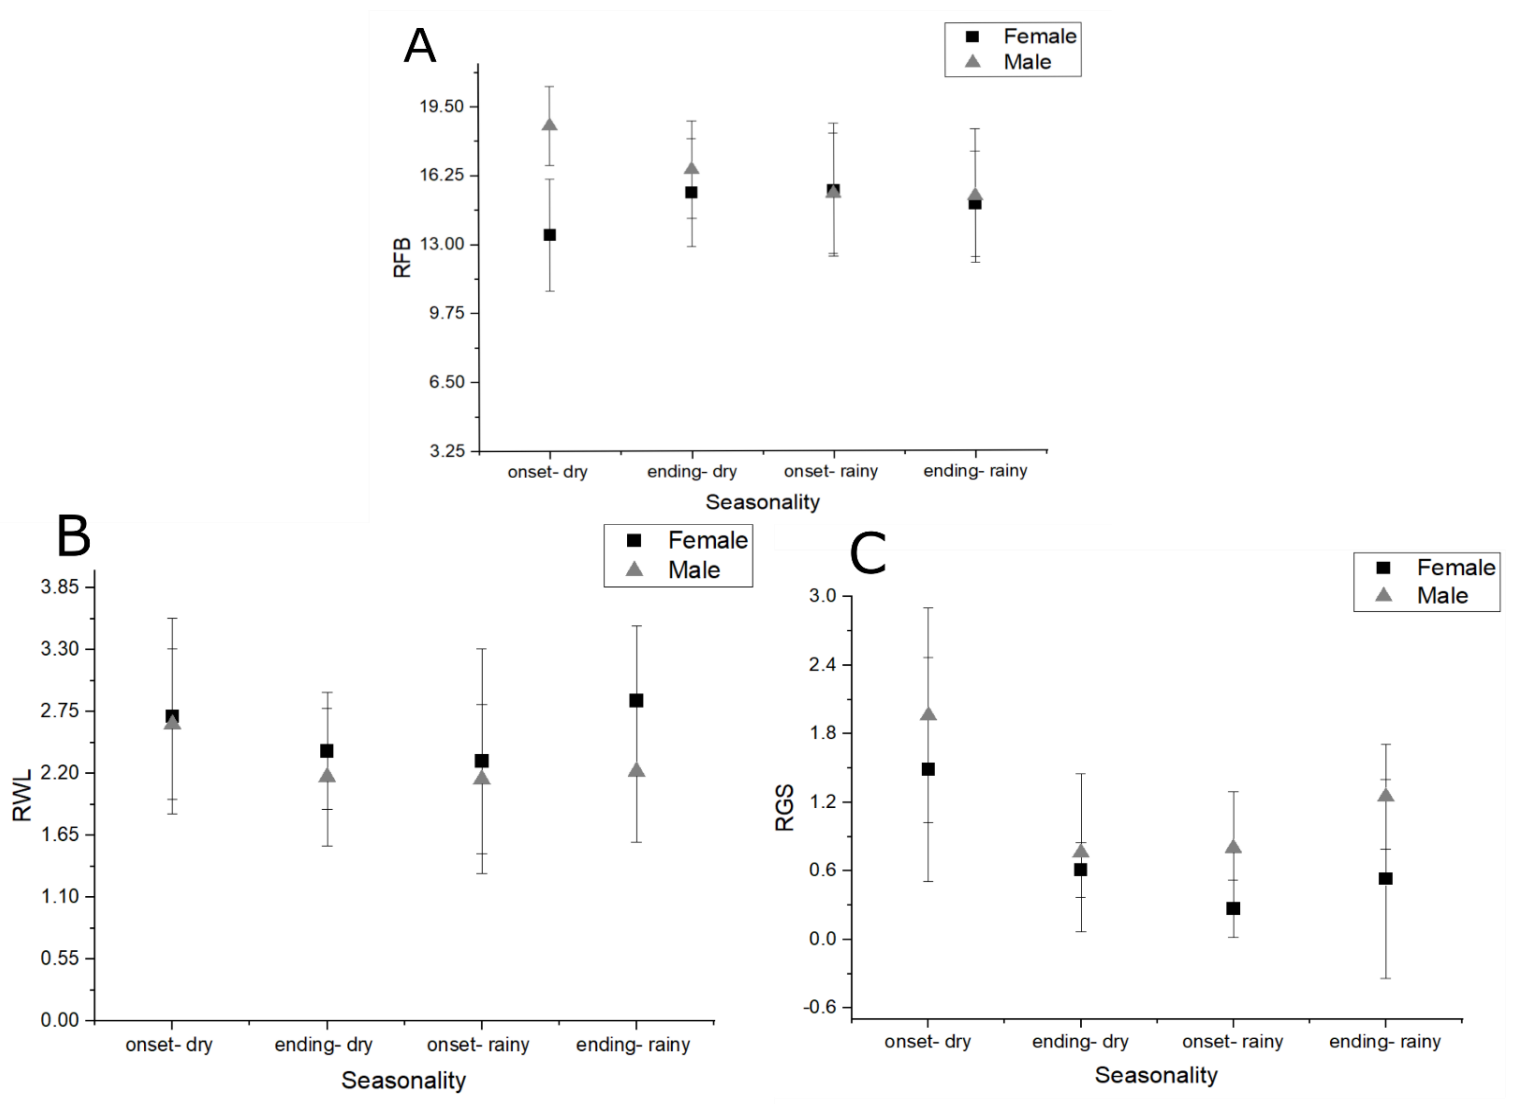 A
Female
Male
19.50
16.25
13.00
9.75
6.50
3.25
RFB
onset- dry
ending- dry
onset- rainy
ending- rainy
Seasonality
B
Female
Male
3.85
3.30
2.75
2.20
1.65
1.10
0.55
0.00
RWL
onset- dry
ending- dry
onset- rainy
ending- rainy
Seasonality
C
Female
Male
3.0
2.4
1.8
1.2
0.6
0.0
-0.6
RGS
onset- dry
ending- dry
onset- rainy
ending- rainy
Seasonality